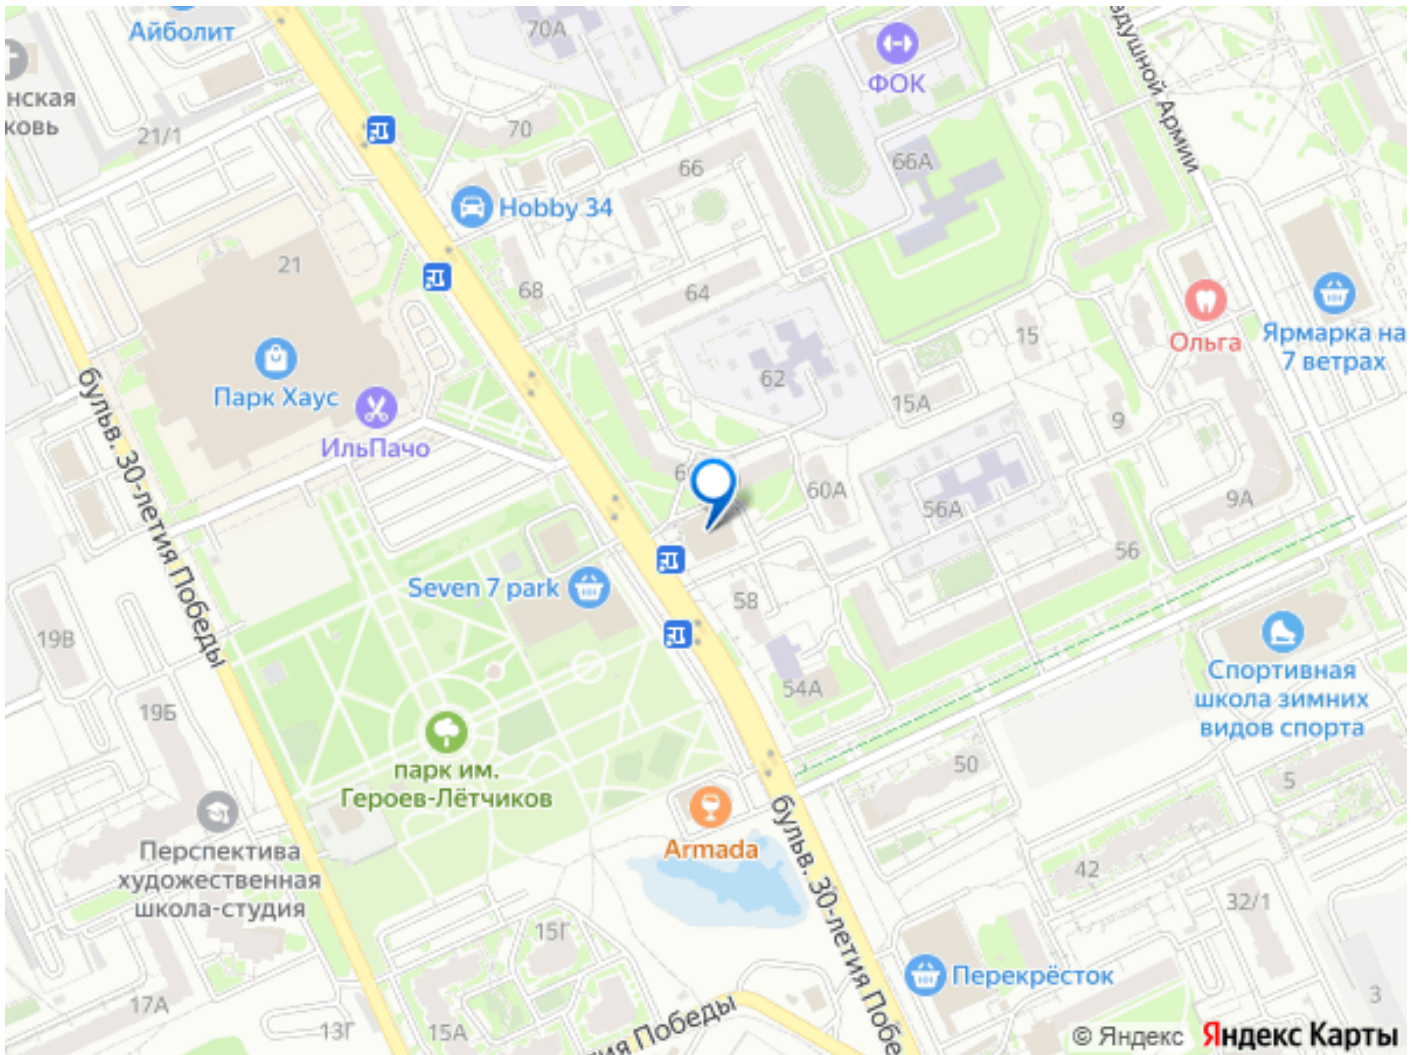 Айболит
70А
ФОК
нская
ковь
21/1
70
66
66А
здушной Армии
Hobby 34
21
68
64
15
Ольга
Ярмарка на
7 ветрах
Парк Хаус
62
15А
9
бульв. 30-летия Победы
ИльПачо
6
60А
56А
9А
56
Seven 7 park
58
19В
54А
Спортивная
школа зимних
видов спорта
19Б
парк им.
Героев-Лётчиков
50
5
Armada
бульв. 30-летия Побе
Перспектива
художественная
школа-студия
42
32/1
15Г
Перекрёсток
17А
13Г
15А
тия Победы
3
© Яндекс
Яндекс Карты